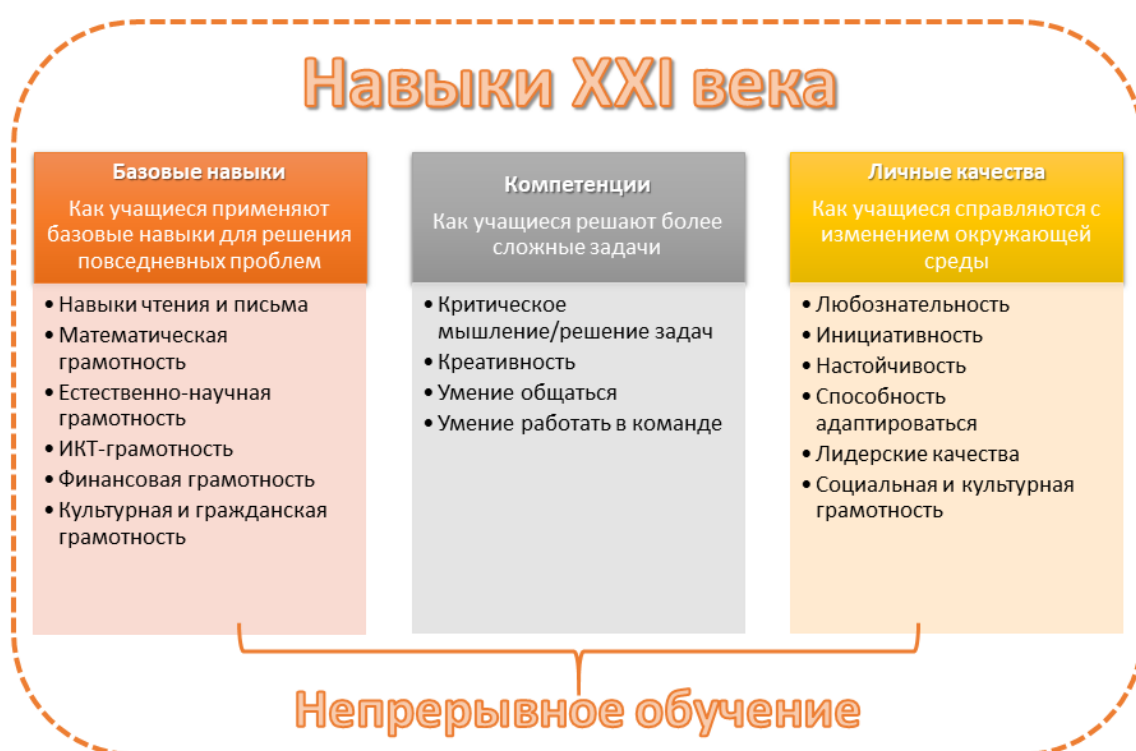 Навыки XXI века
Базовые навыки
Как учащиеся применяют
базовые навыки для решения
повседневных проблем
• Навыки чтения и письма
• Математическая
грамотность
• Естественно-научная
грамотность
• ИКТ-грамотность
• Финансовая грамотность
• Культурная и гражданская
грамотность
Компетенции
Как учащиеся решают более
сложные задачи
• Критическое
мышление/решение задач
• Креативность
• Умение общаться
• Умение работать в команде
Личные качества
Как учащиеся справляются с
изменением окружающей
среды
• Любознательность
• Инициативность
• Настойчивость
• Способность
адаптироваться
• Лидерские качества
• Социальная и культурная
грамотность
Непрерывное обучение